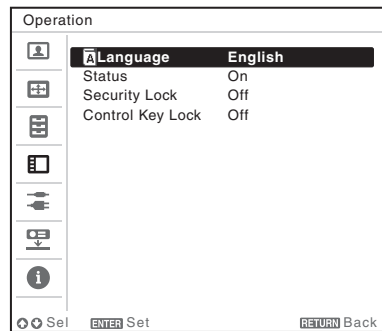 Operation
A Language English
Status On
Security Lock Off
Control Key Lock Off
Sel ENTER Set RETURN Back